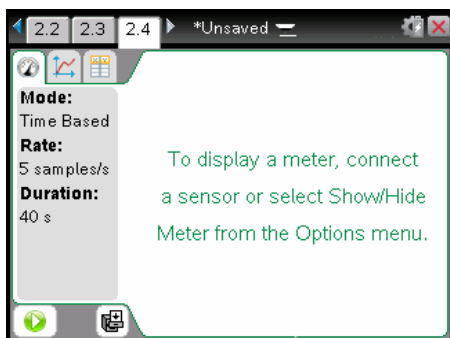 2.2 2.3 2.4 *Unsaved
Mode:
Time Based
Rate:
5 samples/s
Duration:
40 s
To display a meter, connect
a sensor or select Show/Hide
Meter from the Options menu.